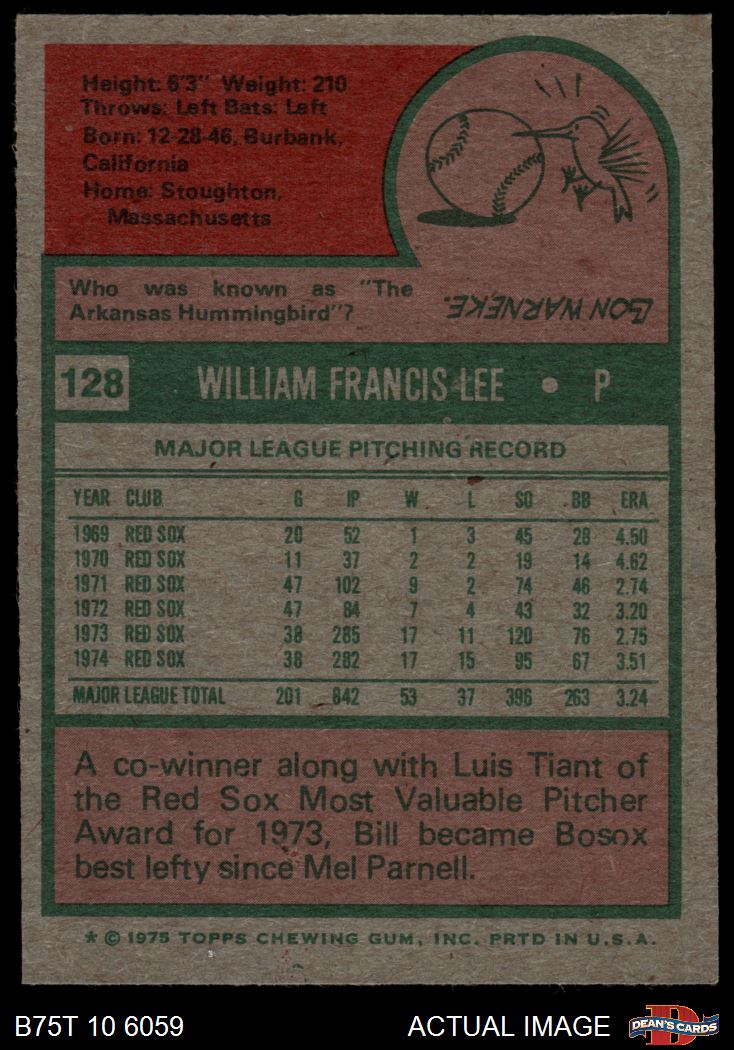 Height: 6'3" Weight: 210
Throws: Left Bats: Left
Born: 12-28-46, Burbank,
California
Home: Stoughton,
Massachusetts
Who was known as "The
Arkansas Hummingbird"?
LON WARNEKE.
128 WILLIAM FRANCIS LEE • P
MAJOR LEAGUE PITCHING RECORD
YEAR CLUB G IP W L SO BB ERA
1969 RED SOX 20 52 1 3 45 28 4.50
1970 RED SOX 11 37 2 2 19 14 4.62
1971 RED SOX 47 102 9 2 74 46 2.74
1972 RED SOX 47 84 7 4 43 32 3.20
1973 RED SOX 38 285 17 11 120 76 2.75
1974 RED SOX 38 282 17 15 95 67 3.51
MAJOR LEAGUE TOTAL 201 842 53 37 396 263 3.24
A co-winner along with Luis Tiant of
the Red Sox Most Valuable Pitcher
Award for 1973, Bill became Bosox
best lefty since Mel Parnell.
* © 1975 TOPPS CHEWING GUM, INC. PRTD IN U.S.A.
B75T 10 6059 ACTUAL IMAGE DEAN'S CARDS